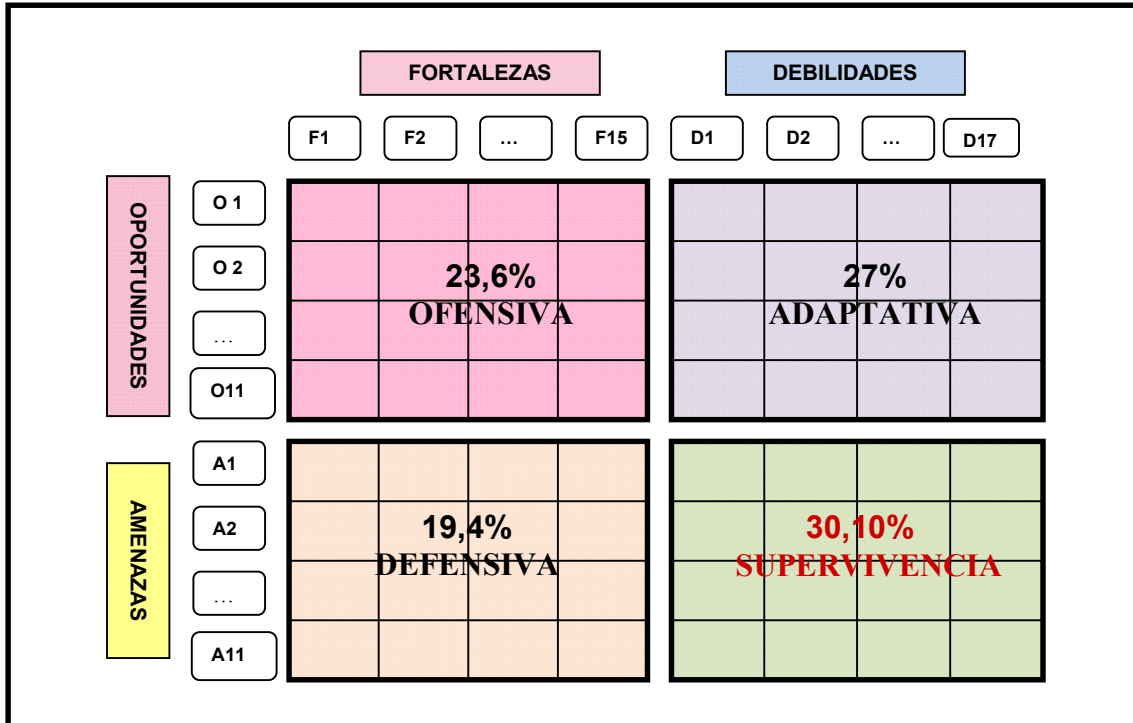 FORTALEZAS
DEBILIDADES
F1
F2
...
F15
D1
D2
...
D17
OPORTUNIDADES
O 1
O 2
...
O11
23,6%
OFENSIVA
27%
ADAPTATIVA
AMENAZAS
A1
A2
...
A11
19,4%
DEFENSIVA
30,10%
SUPERVIVENCIA